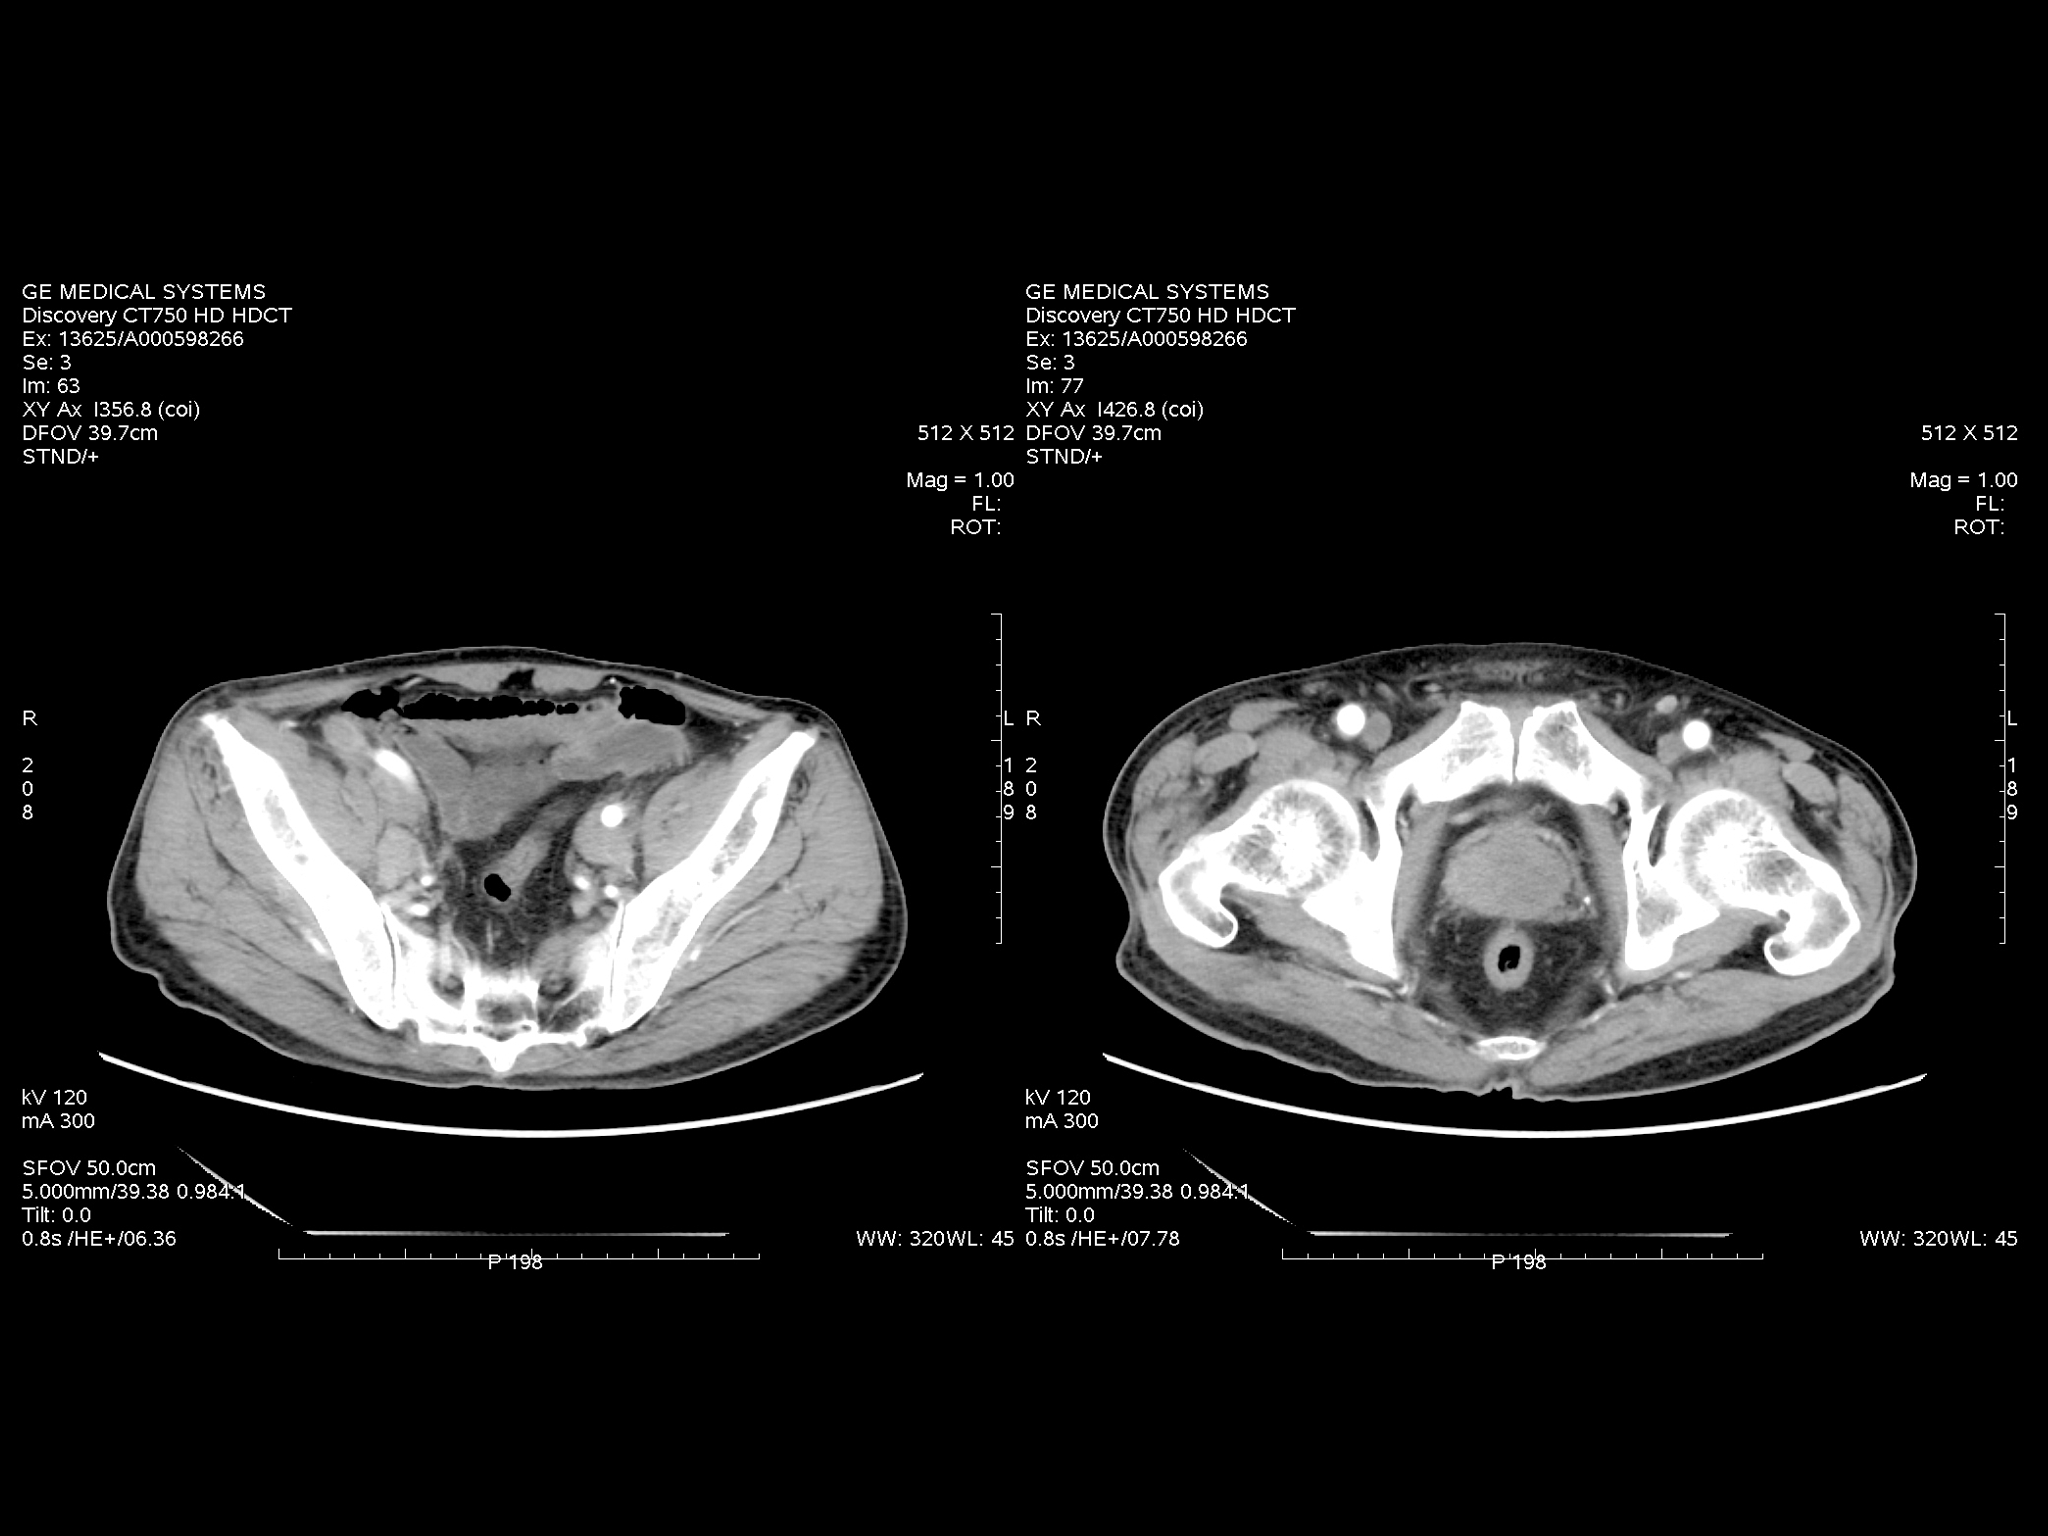 GE MEDICAL SYSTEMS
Discovery CT750 HD HDCT
Ex: 13625/A000598266
Se: 3
Im: 63
XY Ax I356.8 (coi)
DFOV 39.7cm
STND/+
512 X 512
Mag = 1.00
FL:
ROT:
R
2
0
8
L
1
8
9
kV 120
mA 300
SFOV 50.0cm
5.000mm/39.38 0.984:1
Tilt: 0.0
0.8s /HE+/06.36
P 198
WW: 320WL: 45
GE MEDICAL SYSTEMS
Discovery CT750 HD HDCT
Ex: 13625/A000598266
Se: 3
Im: 77
XY Ax I426.8 (coi)
DFOV 39.7cm
STND/+
512 X 512
Mag = 1.00
FL:
ROT:
R
2
0
8
L
1
8
9
kV 120
mA 300
SFOV 50.0cm
5.000mm/39.38 0.984:1
Tilt: 0.0
0.8s /HE+/07.78
P 198
WW: 320WL: 45